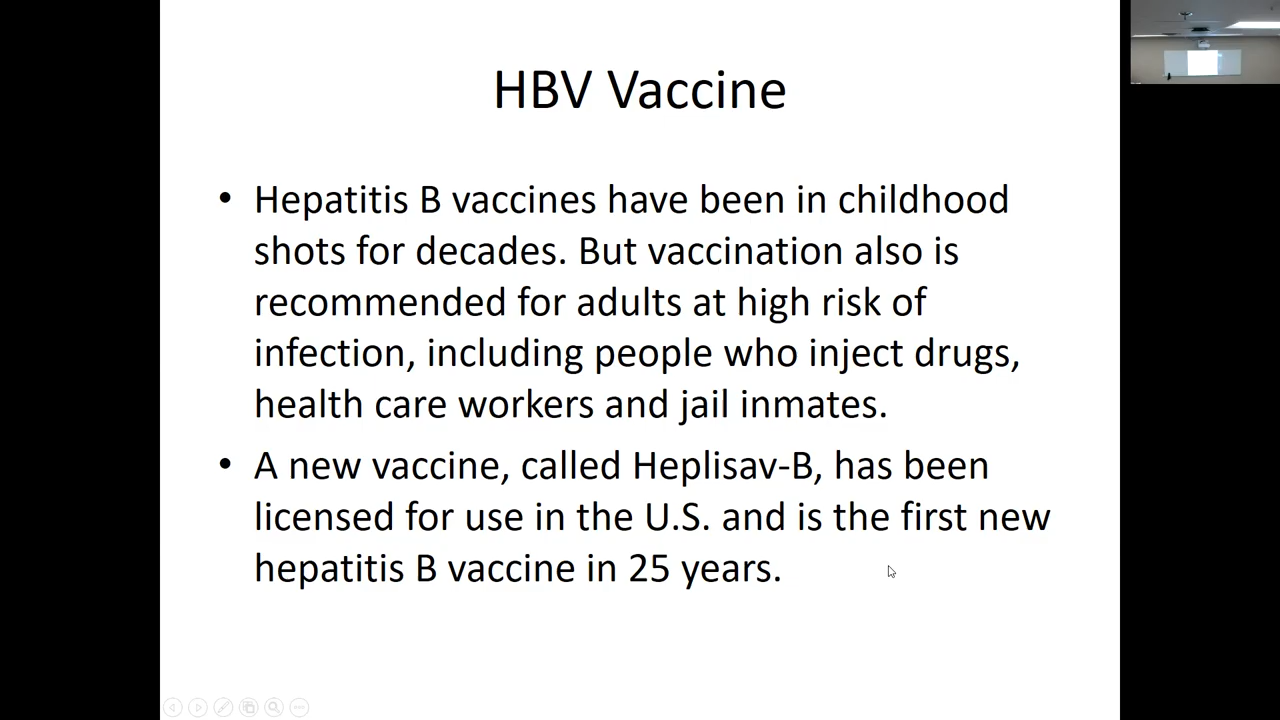 HBV Vaccine
• Hepatitis B vaccines have been in childhood
shots for decades. But vaccination also is
recommended for adults at high risk of
infection, including people who inject drugs,
health care workers and jail inmates.
• A new vaccine, called Heplisav-B, has been
licensed for use in the U.S. and is the first new
hepatitis B vaccine in 25 years.